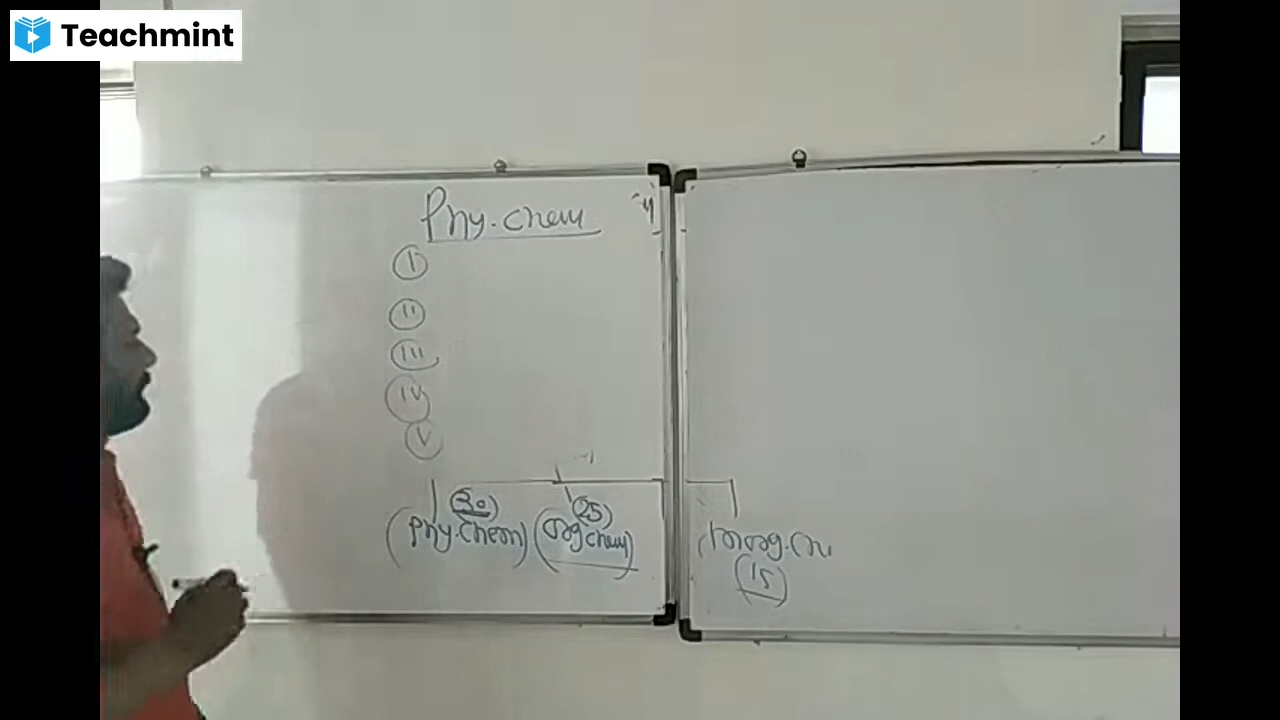 Teachmint
Phy. Chem
I
II
III
IV
V
(30) (25)
(Phy. Chem) (Org chem)
Inorg. Ch
(15)